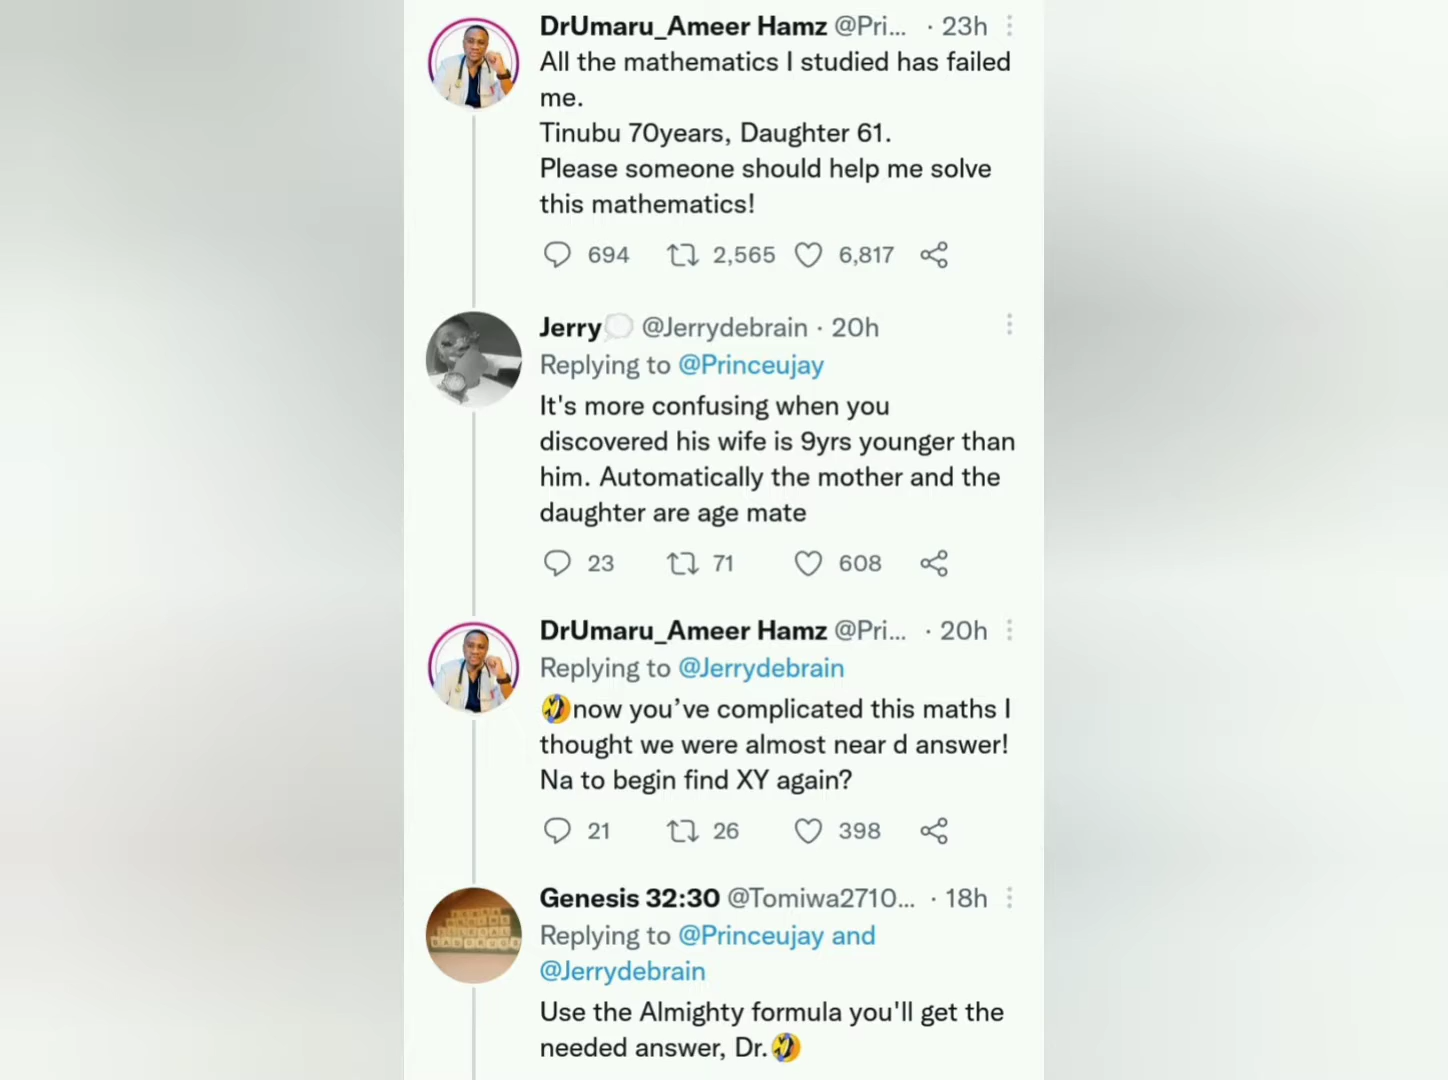 DrUmaru_Ameer Hamz @Pri... · 23h
All the mathematics I studied has failed
me.
Tinubu 70years, Daughter 61.
Please someone should help me solve
this mathematics!
694 2,565 6,817
Jerry @Jerrydebrain · 20h
Replying to @Princeujay
It's more confusing when you
discovered his wife is 9yrs younger than
him. Automatically the mother and the
daughter are age mate
23 71 608
DrUmaru_Ameer Hamz @Pri... · 20h
Replying to @Jerrydebrain
🤣now you’ve complicated this maths I
thought we were almost near d answer!
Na to begin find XY again?
21 26 398
Genesis 32:30 @Tomiwa2710... · 18h
Replying to @Princeujay and
@Jerrydebrain
Use the Almighty formula you'll get the
needed answer, Dr.🤣